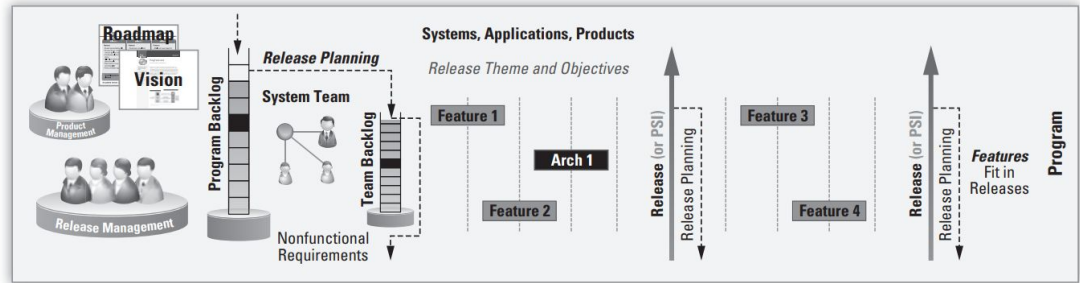 Roadmap
Vision
Product
Management
Release Management
Program Backlog
Release Planning
System Team
Team Backlog
Nonfunctional
Requirements
Systems, Applications, Products
Release Theme and Objectives
Feature 1
Arch 1
Feature 2
Release (or PSI)
Release Planning
Feature 3
Feature 4
Release (or PSI)
Release Planning
Features
Fit in
Releases
Program